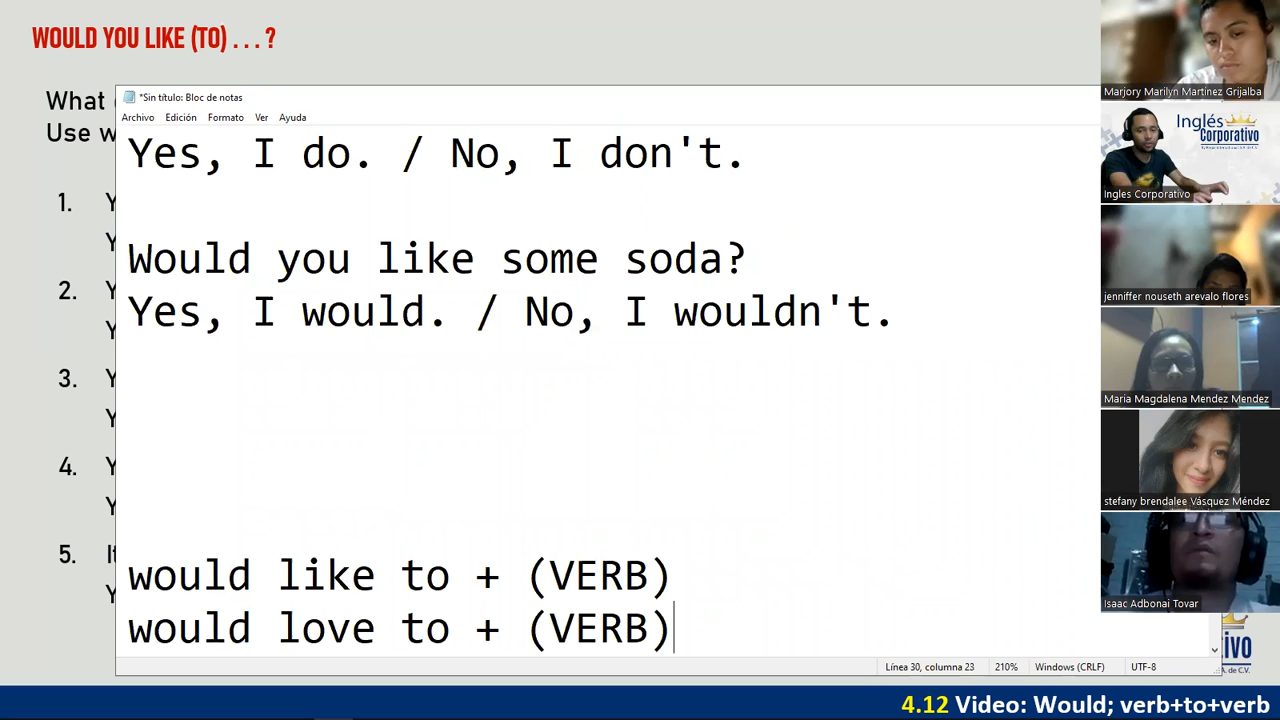 WOULD YOU LIKE (TO) . . . ?
What
Use w
*Sin título: Bloc de notas
Archivo Edición Formato Ver Ayuda
Yes, I do. / No, I don't.
Would you like some soda?
Yes, I would. / No, I wouldn't.
would like to + (VERB)
would love to + (VERB)
1. Y
Y
2. Y
Y
3. Y
Y
4. Y
Y
5. It
Y
Línea 30, columna 23 210% Windows (CRLF) UTF-8
Marjory Marilyn Martinez Grijalba
Inglés
Corporativo
Ingles Corporativo
jenniffer nouseth arevalo flores
Maria Magdalena Mendez Mendez
stefany brendalee Vásquez Méndez
Isaac Adbonai Tovar
4.12 Video: Would; verb+to+verb